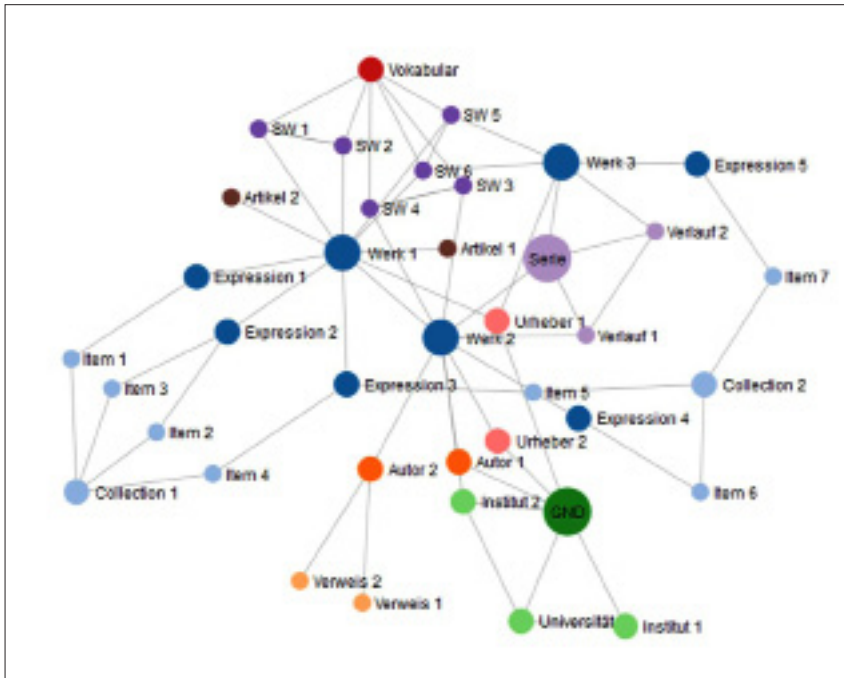 Vokabular
SW 5
SW 1
SW 2
Werk 3
Expression 5
SW 6
SW 3
Artikel 2
SW 4
Verlauf 2
Werk 1
Artikel 1
Serie
Expression 1
Item 7
Urheber 1
Expression 2
Werk 2
Verlauf 1
Item 1
Item 3
Expression 3
Item 5
Collection 2
Expression 4
Item 2
Urheber 2
Autor 2
Autor 1
Item 4
Collection 1
Item 6
Institut 2
GND
Verweis 2
Verweis 1
Universität
Institut 1